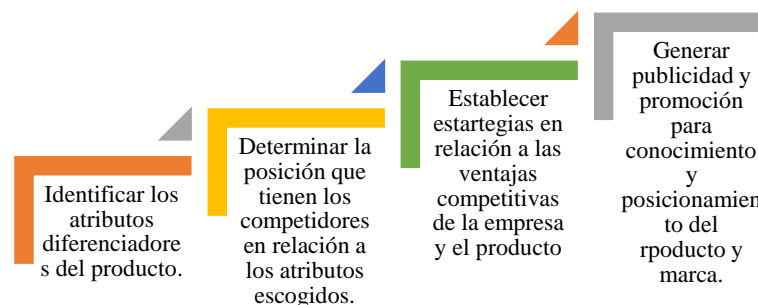 Identificar los
atributos
diferenciadore
s del producto.
Determinar la
posición que
tienen los
competidores
en relación a
los atributos
escogidos.
Establecer
estartegias en
relación a las
ventajas
competitivas
de la empresa
y el producto
Generar
publicidad y
promoción
para
conocimiento
y
posicionamien
to del
rpoducto y
marca.